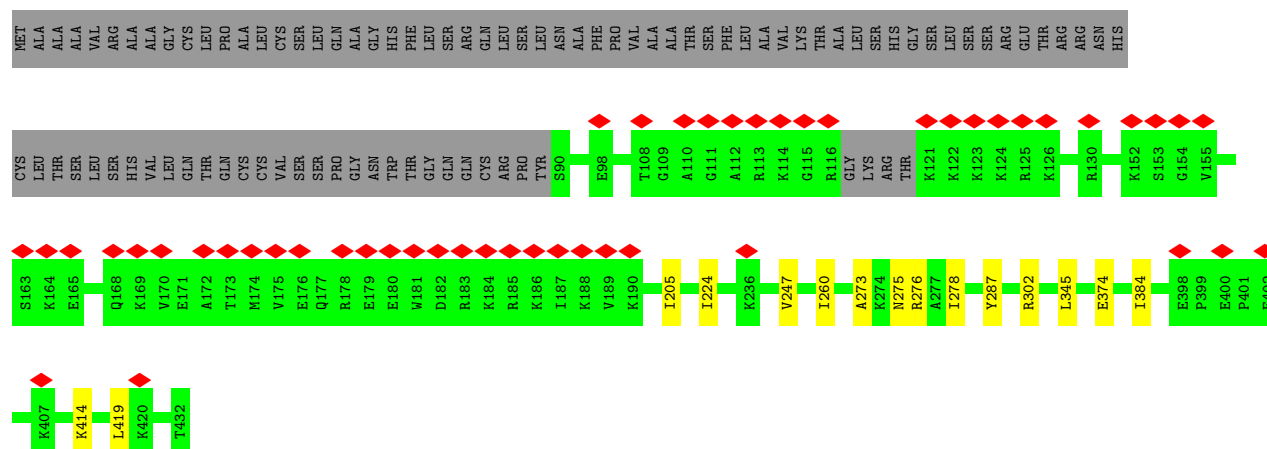 MET ALA ALA ALA VAL ARG ALA ALA GLY CYS LEU PRO ALA LEU CYS SER LEU GLN ALA GLY HIS PHE LEU SER ARG GLN LEU SER LEU ASN ALA PHE PRO VAL ALA ALA THR SER PHE LEU ALA VAL LYS THR ALA LEU SER HIS GLY SER LEU SER SER ARG GLU THR ARG ARG ASN HIS
CYS LEU THR SER LEU SER HIS VAL LEU GLN THR GLN CYS CYS VAL SER SER PRO GLY ASN TRP THR GLY GLN GLN CYS ARG PRO TYR S90 E98 T108 G109 A110 G111 A112 R113 K114 G115 R116 GLY LYS ARG THR K121 K122 K123 K124 R125 K126 R130 K152 S153 G154 V155
S163 K164 E165 Q168 K169 V170 E171 A172 T173 M174 V175 E176 Q177 R178 E179 E180 W181 D182 R183 K184 R185 K186 I187 K188 V189 K190 I205 I224 K236 V247 I260 A273 K274 N275 R276 A277 I278 Y287 R302 L345 E374 I384 E398 P399 E400 P401
K407 K414 L419 K420 T432